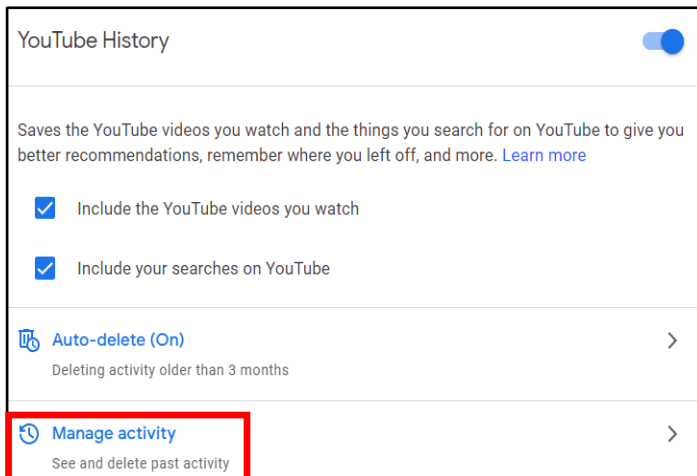 YouTube History
Saves the YouTube videos you watch and the things you search for on YouTube to give you
better recommendations, remember where you left off, and more. Learn more
Include the YouTube videos you watch
Include your searches on YouTube
Auto-delete (On)
Deleting activity older than 3 months
Manage activity
See and delete past activity